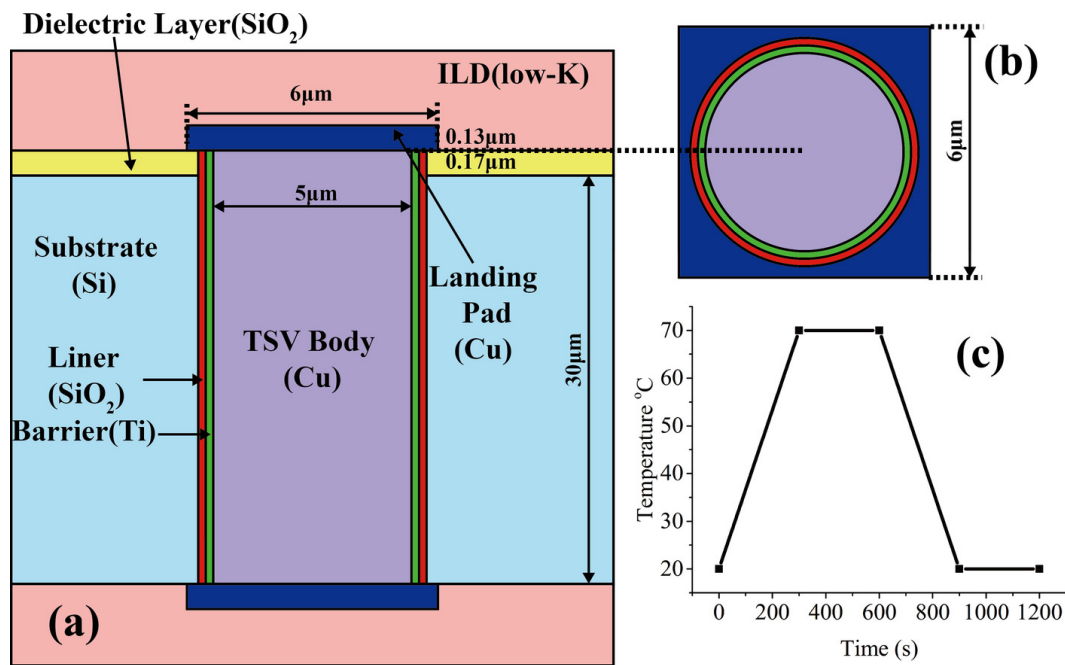 Dielectric Layer(SiO₂)
ILD(low-K)
6μm
0.13μm
0.17μm
5μm
Substrate
(Si)
Landing
Pad
(Cu)
TSV Body
(Cu)
30μm
Liner
(SiO₂)
Barrier(Ti)
(a)
(b)
6μm
(c)
Temperature °C
70
60
50
40
30
20
0
200
400
600
800
1000
1200
Time (s)